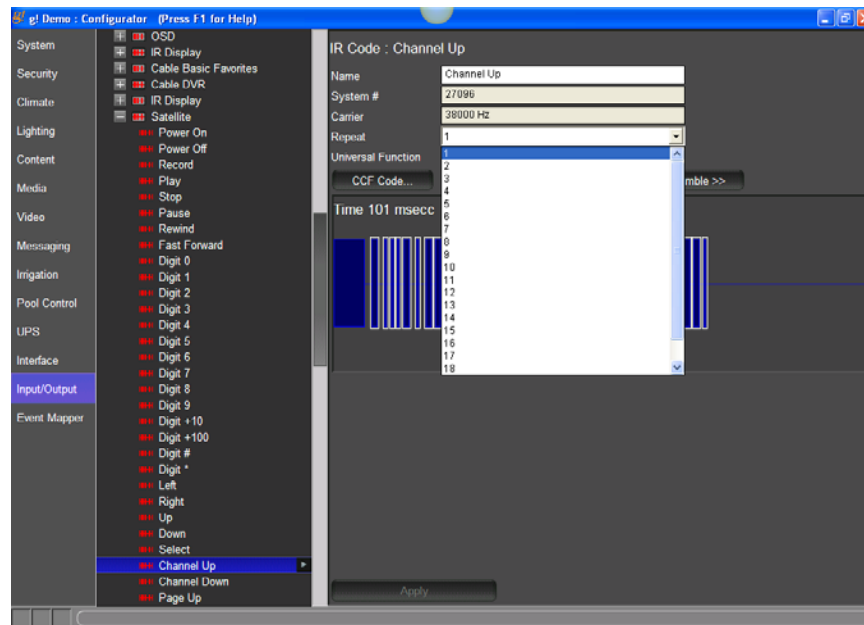 g! Demo : Configurator (Press F1 for Help)
System
Security
Climate
Lighting
Content
Media
Video
Messaging
Irrigation
Pool Control
UPS
Interface
Input/Output
Event Mapper
OSD
IR Display
Cable Basic Favorites
Cable DVR
IR Display
Satellite
Power On
Power Off
Record
Play
Stop
Pause
Rewind
Fast Forward
Digit 0
Digit 1
Digit 2
Digit 3
Digit 4
Digit 5
Digit 6
Digit 7
Digit 8
Digit 9
Digit +10
Digit +100
Digit #
Digit *
Left
Right
Up
Down
Select
Channel Up
Channel Down
Page Up
IR Code : Channel Up
Name Channel Up
System # 27096
Carrier 38000 Hz
Repeat 1
Universal Function
1
2
3
4
5
6
7
8
9
10
11
12
13
14
15
16
17
18
CCF Code...
mble >>
Time 101 msecc
Apply